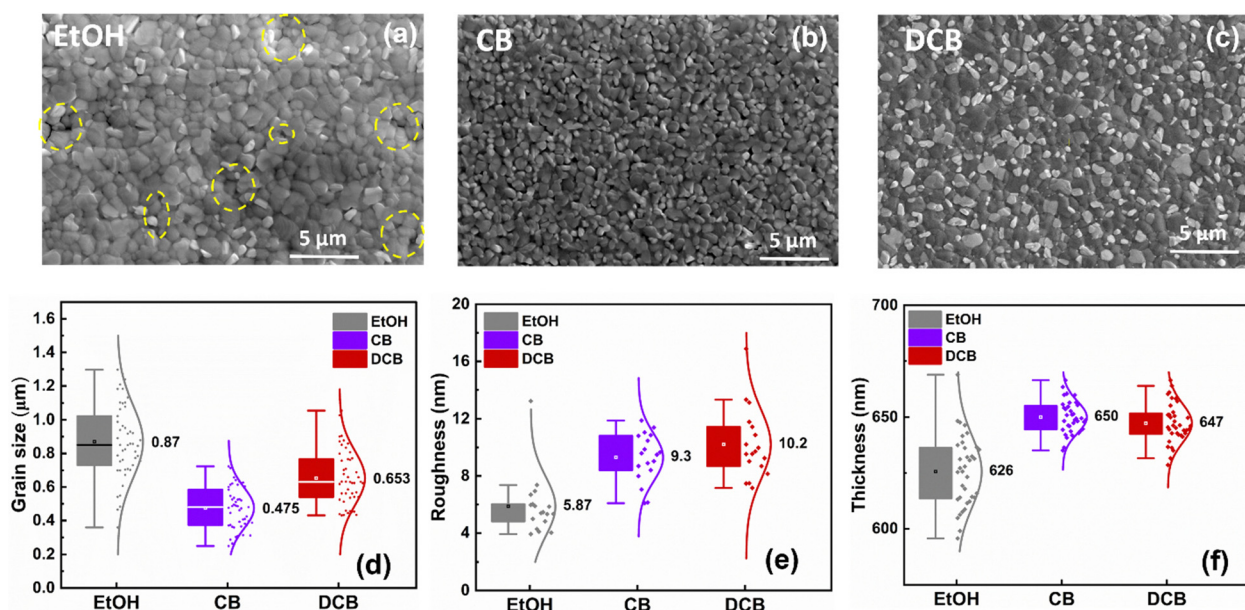 EtOH (a)
5 μm
CB (b)
5 μm
DCB (c)
5 μm
Grain size (μm)
1.6
1.4
1.2
1.0
0.8
0.6
0.4
0.2
0.0
EtOH
CB
DCB
0.87
0.475
0.653
(d)
EtOH CB DCB
Roughness (nm)
20
16
12
8
4
0
EtOH
CB
DCB
5.87
9.3
10.2
(e)
EtOH CB DCB
Thickness (nm)
700
650
600
EtOH
CB
DCB
626
650
647
(f)
EtOH CB DCB